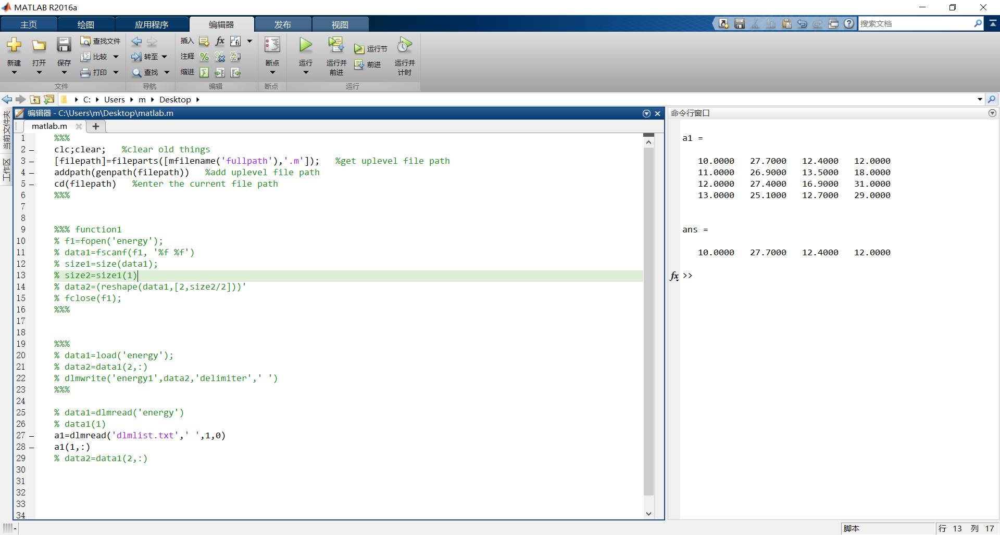 MATLAB R2016a
主页 绘图 应用程序 编辑器 发布 视图 搜索文档
新建 打开 保存 查找文件 比较 打印
转至 查找
插入 fx fi
注释 % % %
缩进
断点 运行 运行并前进 运行节 前进 运行并计时
文件 导航 编辑 断点 运行
C: Users m Desktop
当前文件夹
工作区
编辑器 - C:\Users\m\Desktop\matlab.m
matlab.m +
1 %%%
2 – clc;clear;   %clear old things
3 – [filepath]=fileparts([mfilename('fullpath'),'.m']);   %get uplevel file path
4 – addpath(genpath(filepath))   %add uplevel file path
5 – cd(filepath)   %enter the current file path
6 %%%
7
8
9 %%% function1
10 % f1=fopen('energy');
11 % data1=fscanf(f1, '%f %f')
12 % size1=size(data1);
13 % size2=size1(1)
14 % data2=(reshape(data1,[2,size2/2]))'
15 % fclose(f1);
16 %%%
17
18
19 %%%
20 % data1=load('energy');
21 % data2=data1(2,:)
22 % dlmwrite('energy1',data2,'delimiter',' ')
23 %%%
24
25 % data1=dlmread('energy')
26 % data1(1)
27 – a1=dlmread('dlmlist.txt',' ',1,0)
28 – a1(1,:)
29 % data2=data1(2,:)
30
31
32
33
34
命令行窗口
a1 =
10.0000   27.7000   12.4000   12.0000
11.0000   26.9000   13.5000   18.0000
12.0000   27.4000   16.9000   31.0000
13.0000   25.1000   12.7000   29.0000
ans =
10.0000   27.7000   12.4000   12.0000
fx >>
脚本 行 13 列 17